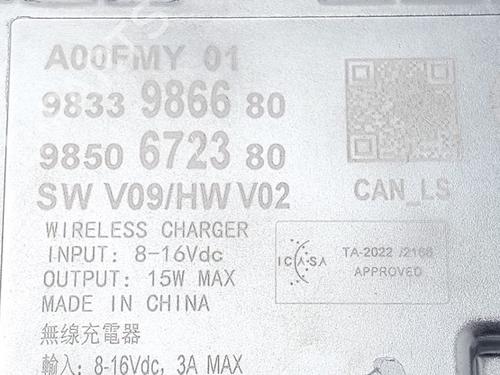 A00FMY 01
9833 9866 80
9850 6723 80
SW V09/HW V02
CAN_LS
WIRELESS CHARGER
INPUT: 8-16Vdc
OUTPUT: 15W MAX
MADE IN CHINA
ICASA
TA-2022 /2168
APPROVED
無線充電器
輸入: 8-16Vdc, 3A MAX